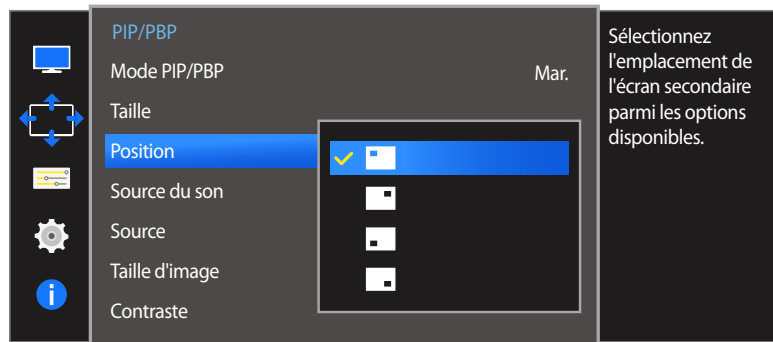 PIP/PBP
Mode PIP/PBP Mar.
Taille
Position
Source du son
Source
Taille d'image
Contraste
Sélectionnez
l'emplacement de
l'écran secondaire
parmi les options
disponibles.
i